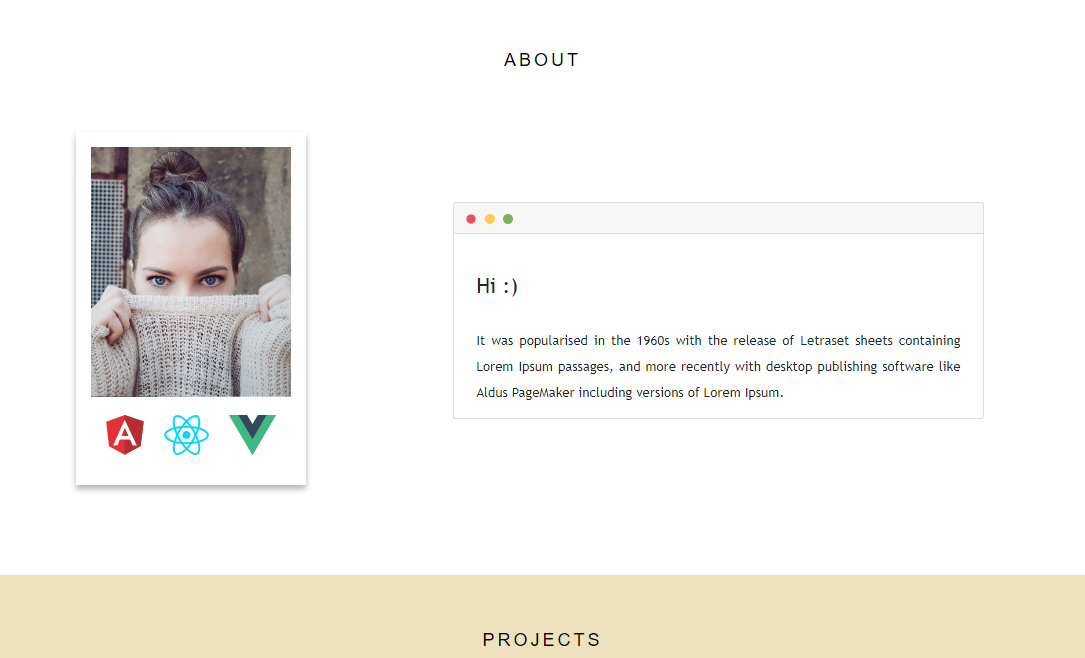 ABOUT
A
Hi :)
It was popularised in the 1960s with the release of Letraset sheets containing
Lorem Ipsum passages, and more recently with desktop publishing software like
Aldus PageMaker including versions of Lorem Ipsum.
PROJECTS